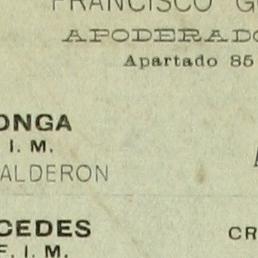 FRANCISCO G
APODERADO
Apartado 85
ONGA
I. M.
ALDERON
CEDES
CR
F. I. M.